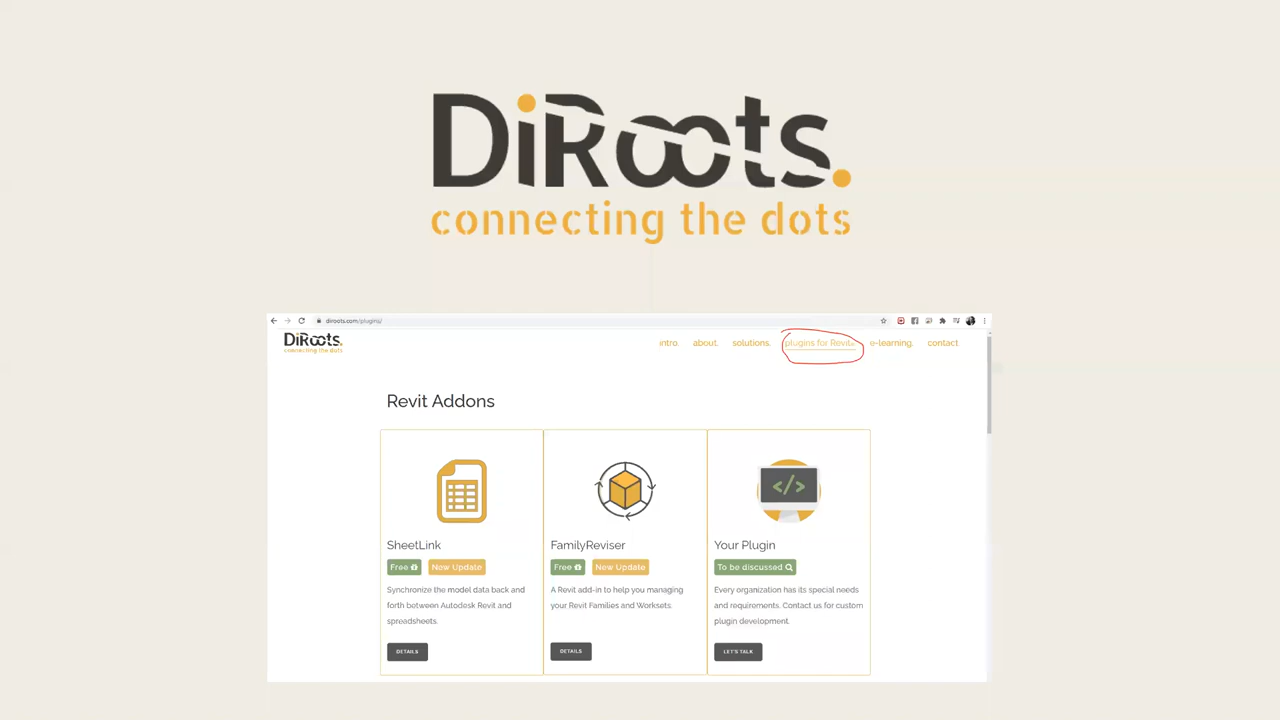 DiRoots.
connecting the dots
diroots.com/plugins/
DiRoots.
connecting the dots
intro. about. solutions. plugins for Revit. e-learning. contact
Revit Addons
</>
SheetLink FamilyReviser Your Plugin
Free New Update Free New Update To be discussed
Synchronize the model data back and A Revit add-in to help you managing Every organization has its special needs
forth between Autodesk Revit and your Revit Families and Worksets. and requirements. Contact us for custom
spreadsheets. plugin development.
DETAILS DETAILS LET'S TALK